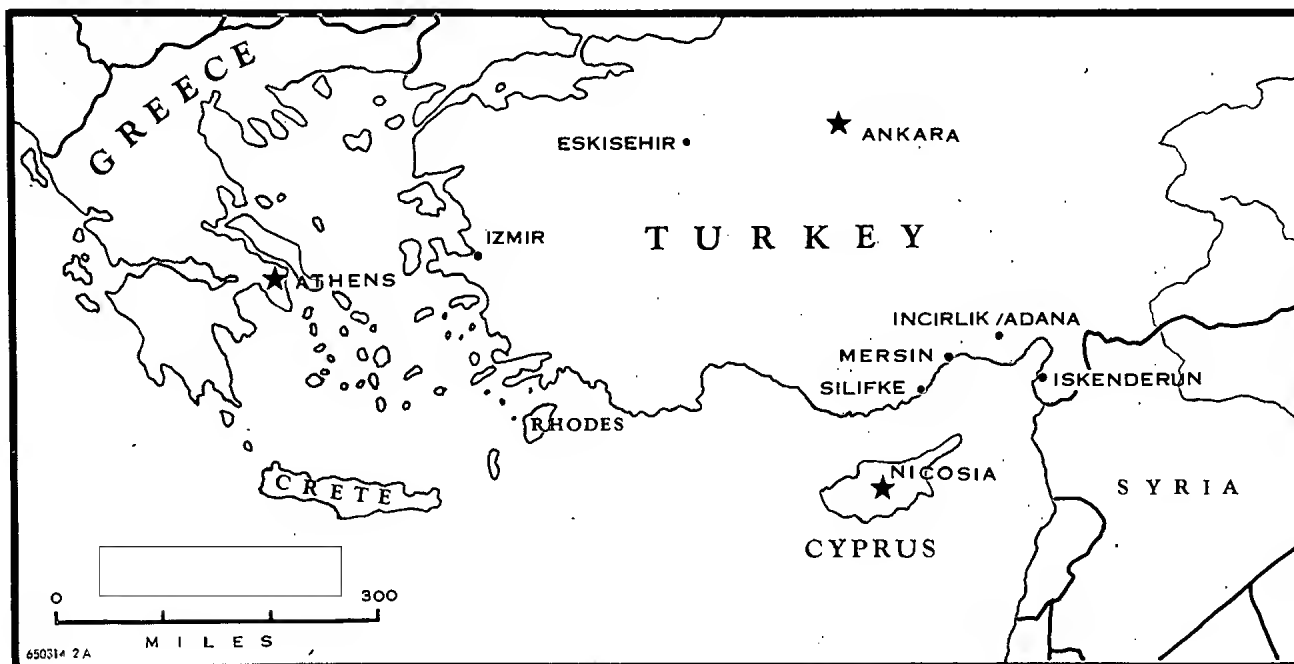 GREECE
ANKARA
ESKISEHIR
TURKEY
IZMIR
ATHENS
INCIRLIK/ADANA
MERSIN
SILIFKE
ISKENDERUN
RHODES
CRETE
NICOSIA
SYRIA
CYPRUS
0 300
MILES
650314 2A